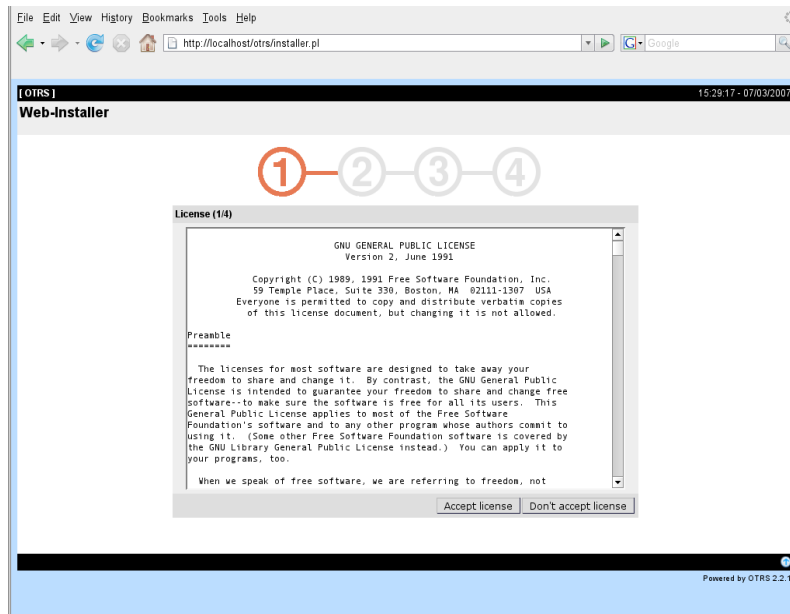 File Edit View History Bookmarks Tools Help
http://localhost/otrs/installer.pl G Google
[ OTRS ] 15:29:17 - 07/03/2007
Web-Installer
1 2 3 4
License (1/4)
GNU GENERAL PUBLIC LICENSE
Version 2, June 1991
Copyright (C) 1989, 1991 Free Software Foundation, Inc.
59 Temple Place, Suite 330, Boston, MA 02111-1307 USA
Everyone is permitted to copy and distribute verbatim copies
of this license document, but changing it is not allowed.
Preamble
========
The licenses for most software are designed to take away your
freedom to share and change it. By contrast, the GNU General Public
License is intended to guarantee your freedom to share and change free
software--to make sure the software is free for all its users. This
General Public License applies to most of the Free Software
Foundation's software and to any other program whose authors commit to
using it. (Some other Free Software Foundation software is covered by
the GNU Library General Public License instead.) You can apply it to
your programs, too.
When we speak of free software, we are referring to freedom, not
Accept license Don't accept license
Powered by OTRS 2.2.1